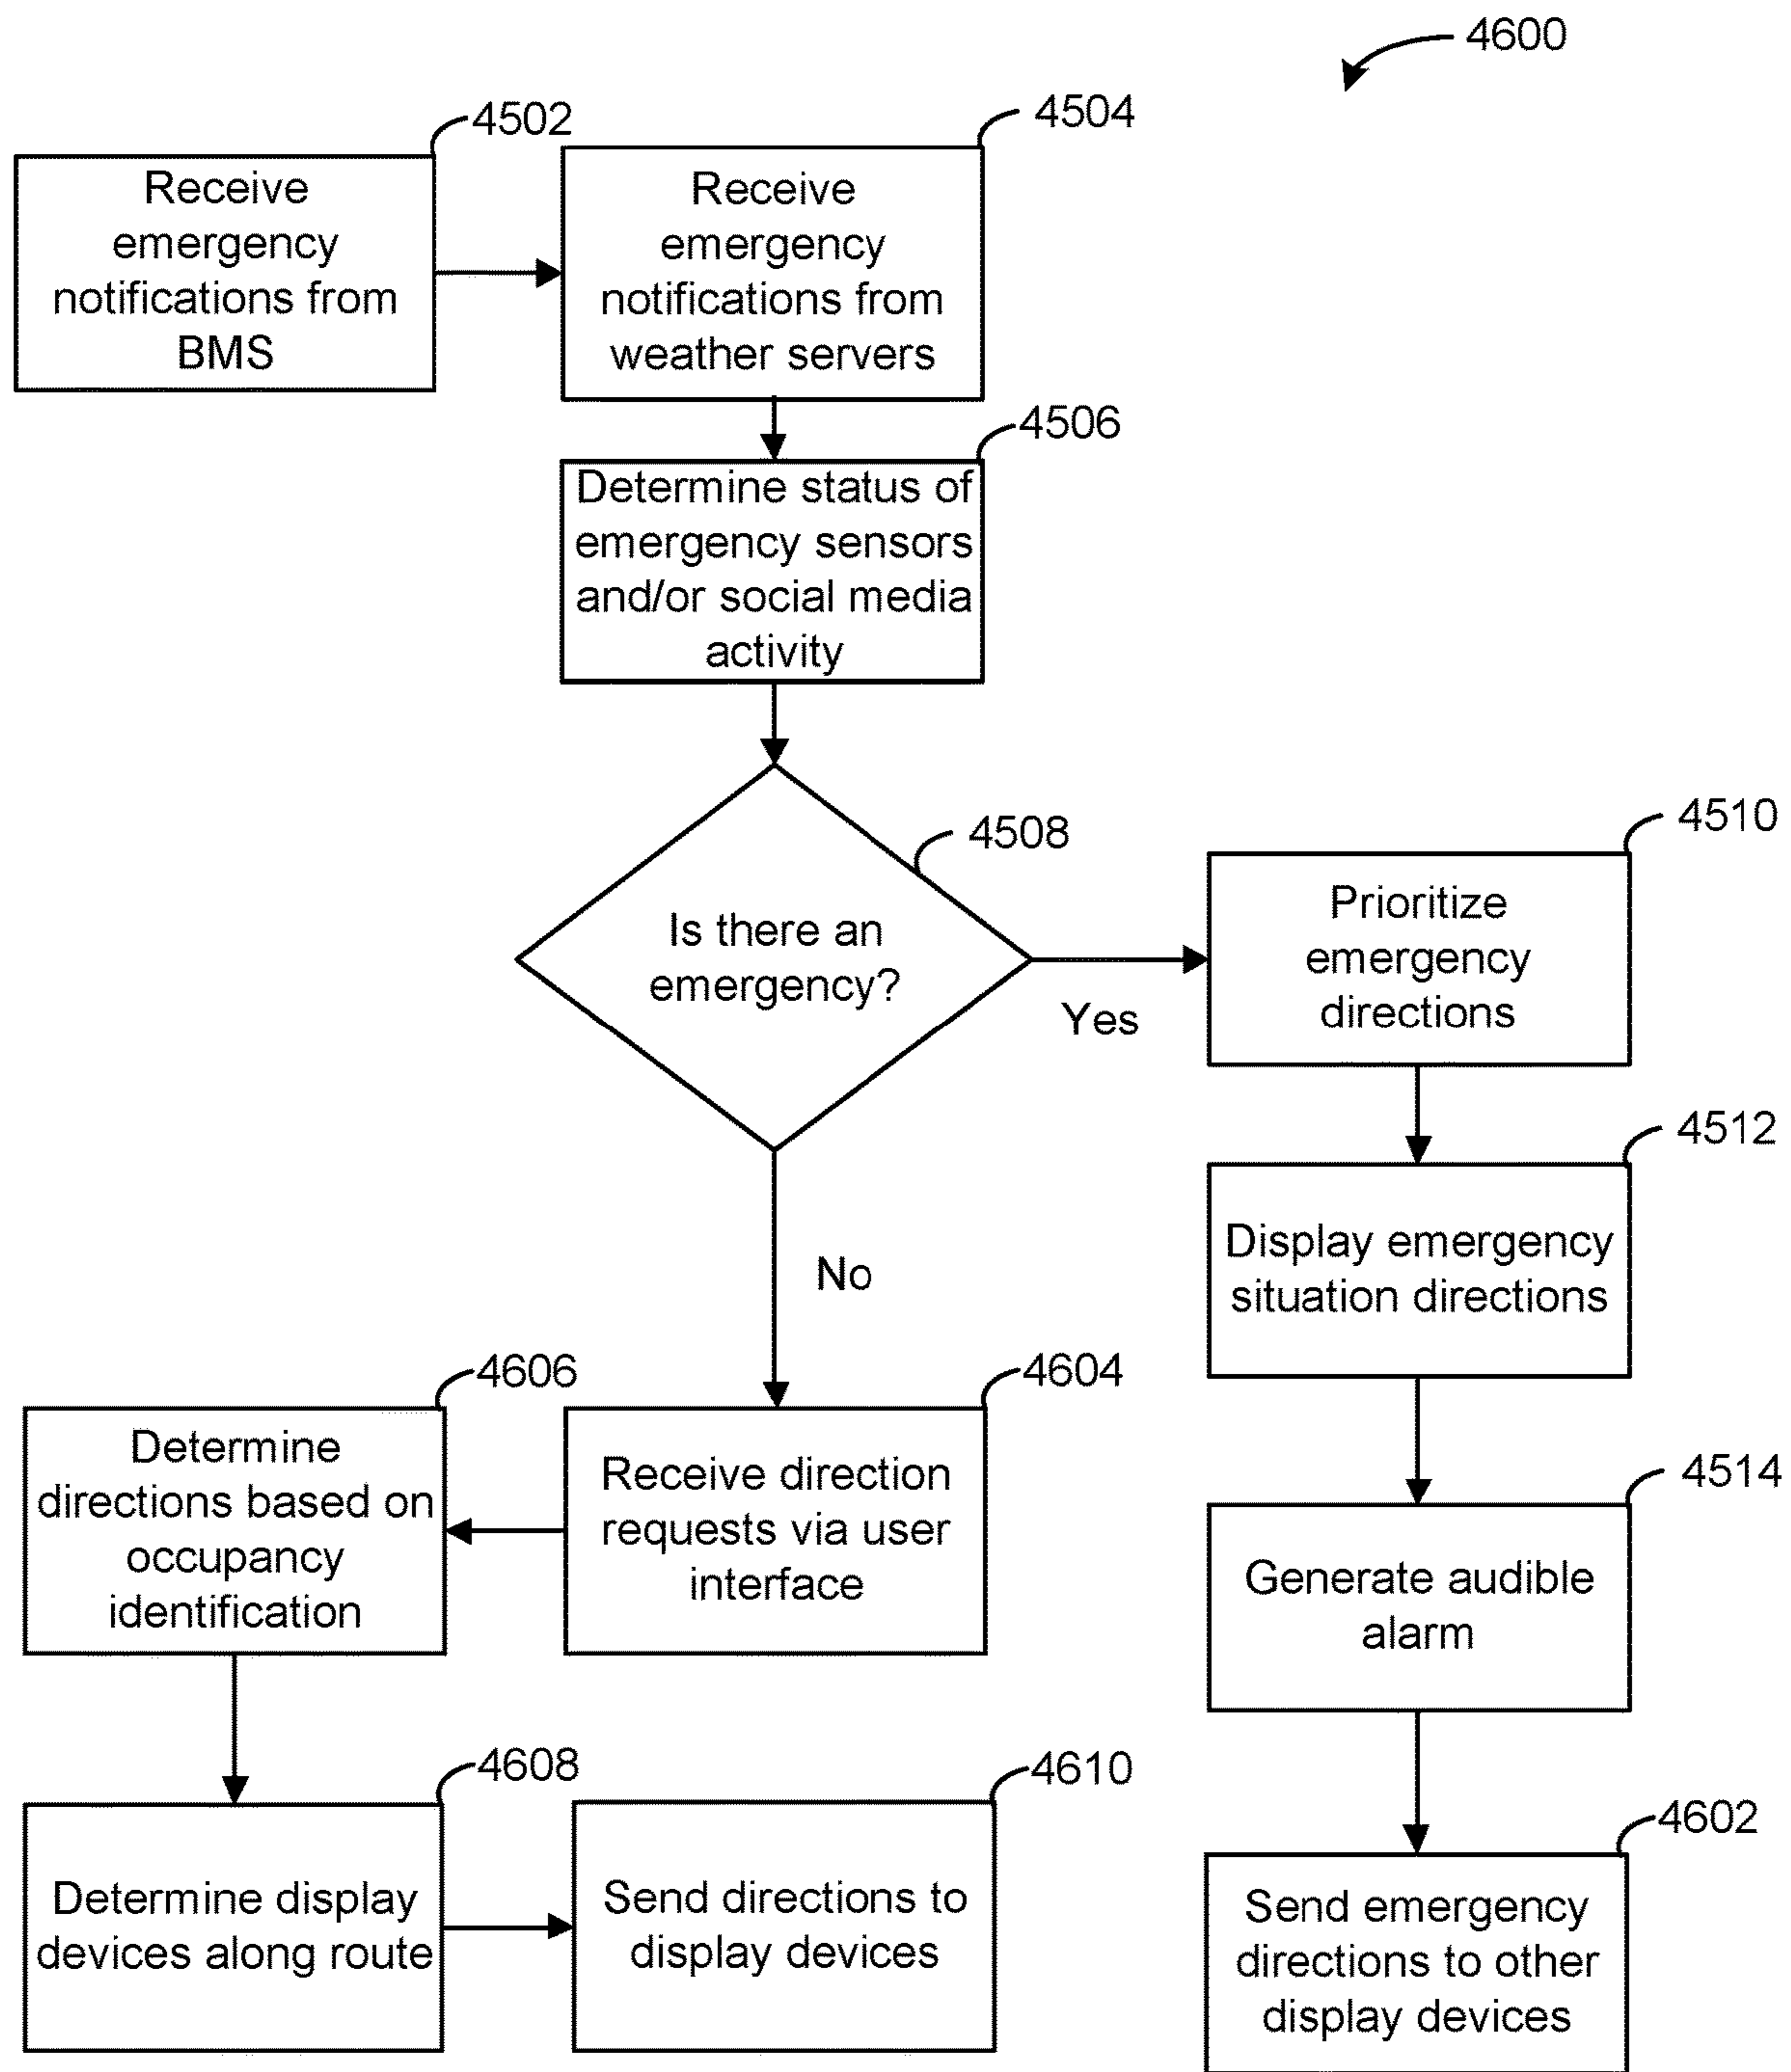 4600
4502
Receive
emergency
notifications from
BMS
4504
Receive
emergency
notifications from
weather servers
4506
Determine status of
emergency sensors
and/or social media
activity
4508
Is there an
emergency?
Yes
No
4510
Prioritize
emergency
directions
4512
Display emergency
situation directions
4514
Generate audible
alarm
4602
Send emergency
directions to other
display devices
4604
Receive direction
requests via user
interface
4606
Determine
directions based on
occupancy
identification
4608
Determine display
devices along route
4610
Send directions to
display devices